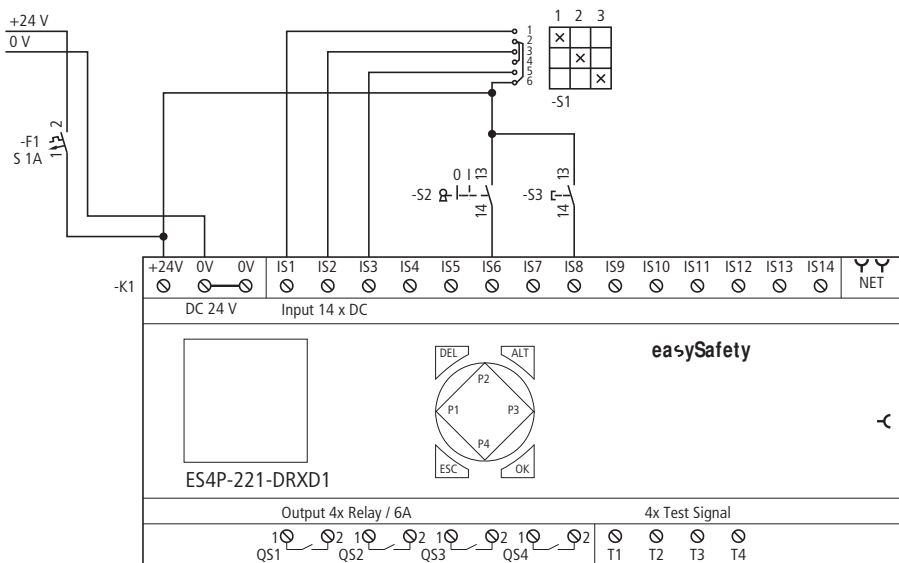 +24 V
0 V
1 2 3
1
2
3
4
5
6
-S1
-F1
S 1A
2
1
-S2
0 I
13
14
-S3
13
14
-K1
+24V 0V 0V IS1 IS2 IS3 IS4 IS5 IS6 IS7 IS8 IS9 IS10 IS11 IS12 IS13 IS14
NET
DC 24 V Input 14 x DC
easySafety
DEL ALT
P2
P1 P3
P4
ESC OK
ES4P-221-DRXD1
Output 4x Relay / 6A 4x Test Signal
1 2 1 2 1 2 1 2
QS1 QS2 QS3 QS4 T1 T2 T3 T4